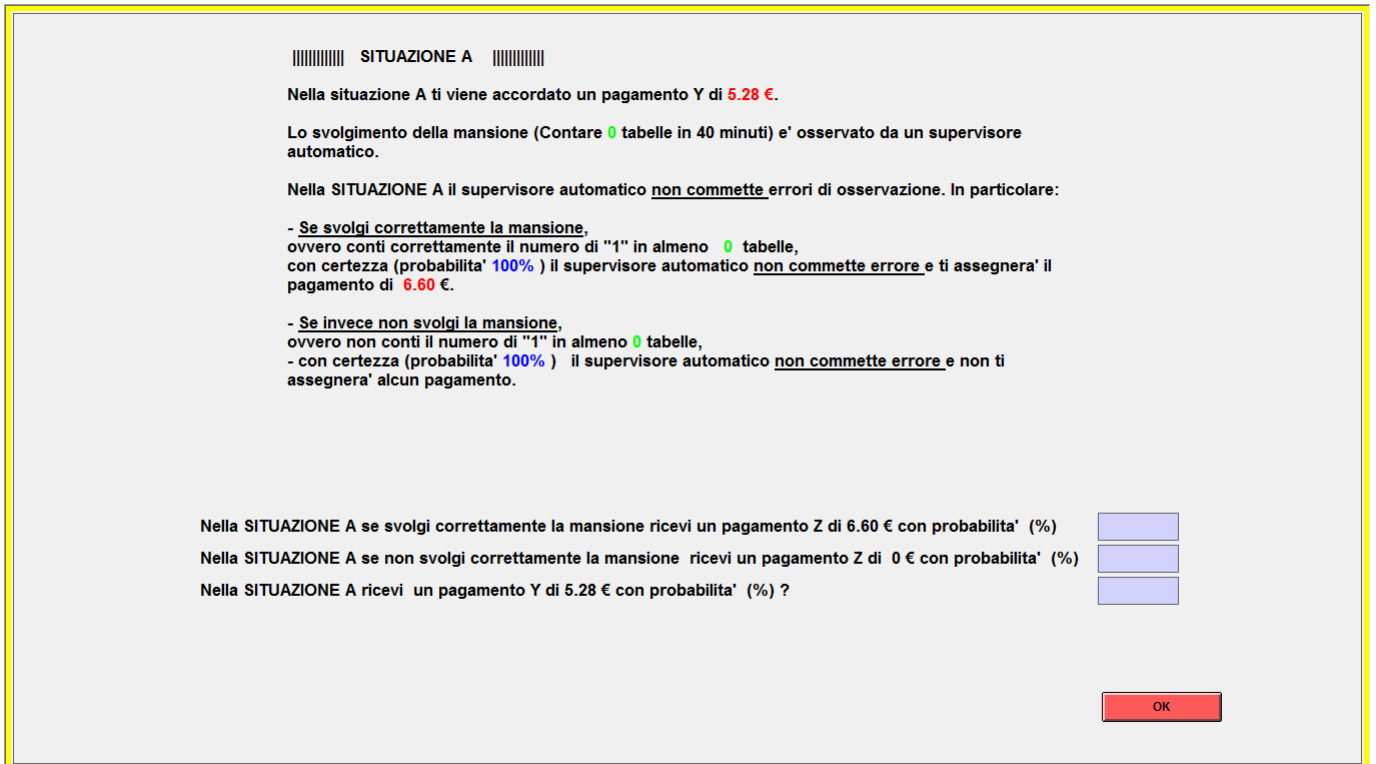 ||||||||||||| SITUAZIONE A |||||||||||||
Nella situazione A ti viene accordato un pagamento Y di 5.28 €.
Lo svolgimento della mansione (Contare 0 tabelle in 40 minuti) e' osservato da un supervisore
automatico.
Nella SITUAZIONE A il supervisore automatico non commette errori di osservazione. In particolare:
- Se svolgi correttamente la mansione,
ovvero conti correttamente il numero di "1" in almeno 0 tabelle,
con certezza (probabilita' 100% ) il supervisore automatico non commette errore e ti assegnera' il
pagamento di 6.60 €.
- Se invece non svolgi la mansione,
ovvero non conti il numero di "1" in almeno 0 tabelle,
- con certezza (probabilita' 100% ) il supervisore automatico non commette errore e non ti
assegnera' alcun pagamento.
Nella SITUAZIONE A se svolgi correttamente la mansione ricevi un pagamento Z di 6.60 € con probabilita' (%)
Nella SITUAZIONE A se non svolgi correttamente la mansione ricevi un pagamento Z di 0 € con probabilita' (%)
Nella SITUAZIONE A ricevi un pagamento Y di 5.28 € con probabilita' (%) ?
OK